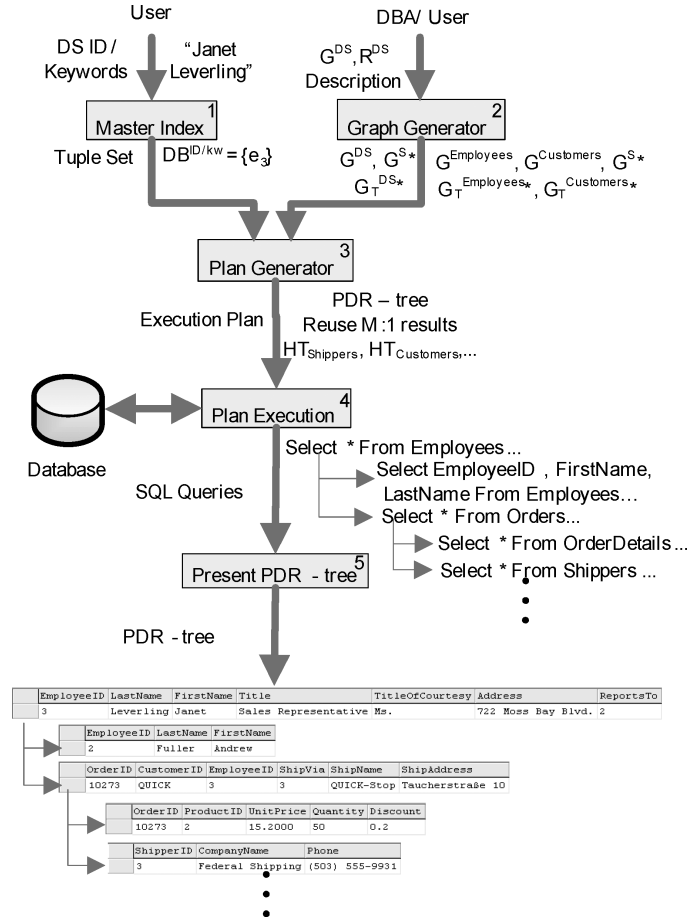 User
DBA/ User
DS ID / Keywords
"Janet Leverling"
G^DS, R^DS
Description
1
Master Index
2
Graph Generator
Tuple Set
DB^ID/kw = {e₃}
G^DS, G^S*
G_T^DS*
G^Employees, G^Customers, G^S*
G_T^Employees*, G_T^Customers*
3
Plan Generator
Execution Plan
PDR – tree
Reuse M :1 results
HT_Shippers, HT_Customers,...
4
Plan Execution
Database
SQL Queries
Select * From Employees ...
Select EmployeeID , FirstName,
LastName From Employees...
Select * From Orders...
Select * From OrderDetails ...
Select * From Shippers ...
5
Present PDR - tree
PDR - tree
EmployeeID LastName FirstName Title TitleOfCourtesy Address ReportsTo
3 Leverling Janet Sales Representative Ms. 722 Moss Bay Blvd. 2
EmployeeID LastName FirstName
2 Fuller Andrew
OrderID CustomerID EmployeeID ShipVia ShipName ShipAddress
10273 QUICK 3 3 QUICK-Stop Taucherstraße 10
OrderID ProductID UnitPrice Quantity Discount
10273 2 15.2000 50 0.2
ShipperID CompanyName Phone
3 Federal Shipping (503) 555-9931